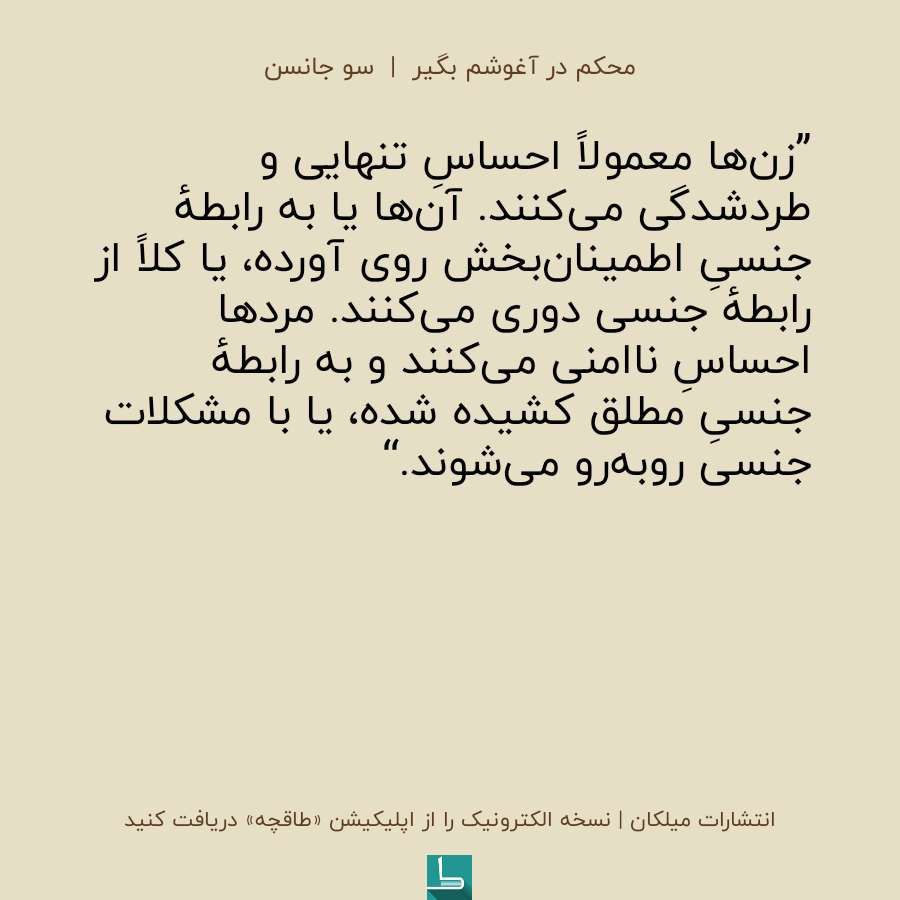 محکم در آغوشم بگیر | سو جانسن
”زن‌ها معمولاً احساسِ تنهایی و
طردشدگی می‌کنند. آن‌ها یا به رابطهٔ
جنسیِ اطمینان‌بخش روی آورده، یا کلاً از
رابطهٔ جنسی دوری می‌کنند. مردها
احساسِ ناامنی می‌کنند و به رابطهٔ
جنسیِ مطلق کشیده شده، یا با مشکلات
جنسی روبه‌رو می‌شوند.“
انتشارات میلکان | نسخه الکترونیک را از اپلیکیشن «طاقچه» دریافت کنید